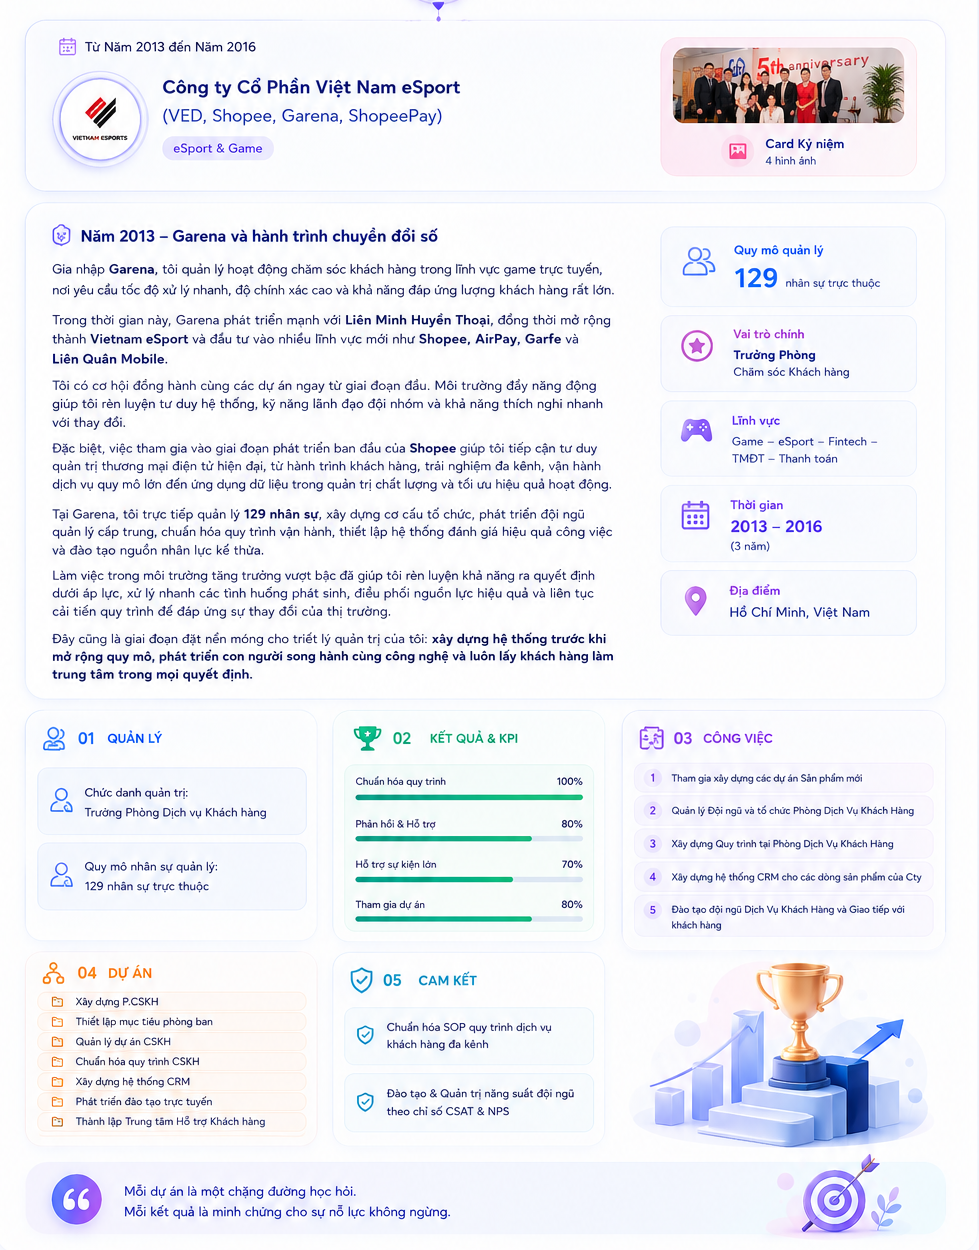 Từ Năm 2013 đến Năm 2016
VIETNAM ESPORTS
Công ty Cổ Phần Việt Nam eSport
(VED, Shopee, Garena, ShopeePay)
eSport & Game
5th anniversary
Card Kỷ niệm
4 hình ảnh
Năm 2013 – Garena và hành trình chuyển đổi số
Gia nhập Garena, tôi quản lý hoạt động chăm sóc khách hàng trong lĩnh vực game trực tuyến,
nơi yêu cầu tốc độ xử lý nhanh, độ chính xác cao và khả năng đáp ứng lượng khách hàng rất lớn.
Trong thời gian này, Garena phát triển mạnh với Liên Minh Huyền Thoại, đồng thời mở rộng
thành Vietnam eSport và đầu tư vào nhiều lĩnh vực mới như Shopee, AirPay, Garfe và
Liên Quân Mobile.
Tôi có cơ hội đồng hành cùng các dự án ngay từ giai đoạn đầu. Môi trường đầy năng động
giúp tôi rèn luyện tư duy hệ thống, kỹ năng lãnh đạo đội nhóm và khả năng thích nghi nhanh
với thay đổi.
Đặc biệt, việc tham gia vào giai đoạn phát triển ban đầu của Shopee giúp tôi tiếp cận tư duy
quản trị thương mại điện tử hiện đại, từ hành trình khách hàng, trải nghiệm đa kênh, vận hành
dịch vụ quy mô lớn đến ứng dụng dữ liệu trong quản trị chất lượng và tối ưu hiệu quả hoạt động.
Tại Garena, tôi trực tiếp quản lý 129 nhân sự, xây dựng cơ cấu tổ chức, phát triển đội ngũ
quản lý cấp trung, chuẩn hóa quy trình vận hành, thiết lập hệ thống đánh giá hiệu quả công việc
và đào tạo nguồn nhân lực kế thừa.
Làm việc trong môi trường tăng trưởng vượt bậc đã giúp tôi rèn luyện khả năng ra quyết định
dưới áp lực, xử lý nhanh các tình huống phát sinh, điều phối nguồn lực hiệu quả và liên tục
cải tiến quy trình để đáp ứng sự thay đổi của thị trường.
Đây cũng là giai đoạn đặt nền móng cho triết lý quản trị của tôi: xây dựng hệ thống trước khi
mở rộng quy mô, phát triển con người song hành cùng công nghệ và luôn lấy khách hàng làm
trung tâm trong mọi quyết định.
Quy mô quản lý
129 nhân sự trực thuộc
Vai trò chính
Trưởng Phòng
Chăm sóc Khách hàng
Lĩnh vực
Game – eSport – Fintech –
TMĐT – Thanh toán
Thời gian
2013 – 2016
(3 năm)
Địa điểm
Hồ Chí Minh, Việt Nam
01 QUẢN LÝ
Chức danh quản trị:
Trưởng Phòng Dịch vụ Khách hàng
Quy mô nhân sự quản lý:
129 nhân sự trực thuộc
02 KẾT QUẢ & KPI
Chuẩn hóa quy trình 100%
Phản hồi & Hỗ trợ 80%
Hỗ trợ sự kiện lớn 70%
Tham gia dự án 80%
03 CÔNG VIỆC
1 Tham gia xây dựng các dự án Sản phẩm mới
2 Quản lý Đội ngũ và tổ chức Phòng Dịch Vụ Khách Hàng
3 Xây dựng Quy trình tại Phòng Dịch Vụ Khách Hàng
4 Xây dựng hệ thống CRM cho các dòng sản phẩm của Cty
5 Đào tạo đội ngũ Dịch Vụ Khách Hàng và Giao tiếp với
khách hàng
04 DỰ ÁN
Xây dựng P.CSKH
Thiết lập mục tiêu phòng ban
Quản lý dự án CSKH
Chuẩn hóa quy trình CSKH
Xây dựng hệ thống CRM
Phát triển đào tạo trực tuyến
Thành lập Trung tâm Hỗ trợ Khách hàng
05 CAM KẾT
Chuẩn hóa SOP quy trình dịch vụ
khách hàng đa kênh
Đào tạo & Quản trị năng suất đội ngũ
theo chỉ số CSAT & NPS
Mỗi dự án là một chặng đường học hỏi.
Mỗi kết quả là minh chứng cho sự nỗ lực không ngừng.